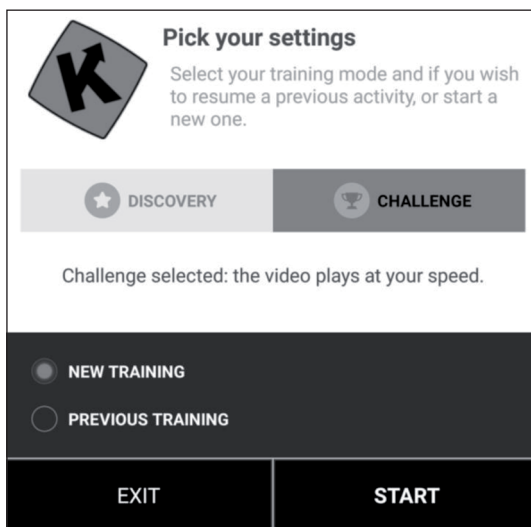 Pick your settings
Select your training mode and if you wish
to resume a previous activity, or start a
new one.
DISCOVERY
CHALLENGE
Challenge selected: the video plays at your speed.
NEW TRAINING
PREVIOUS TRAINING
EXIT
START